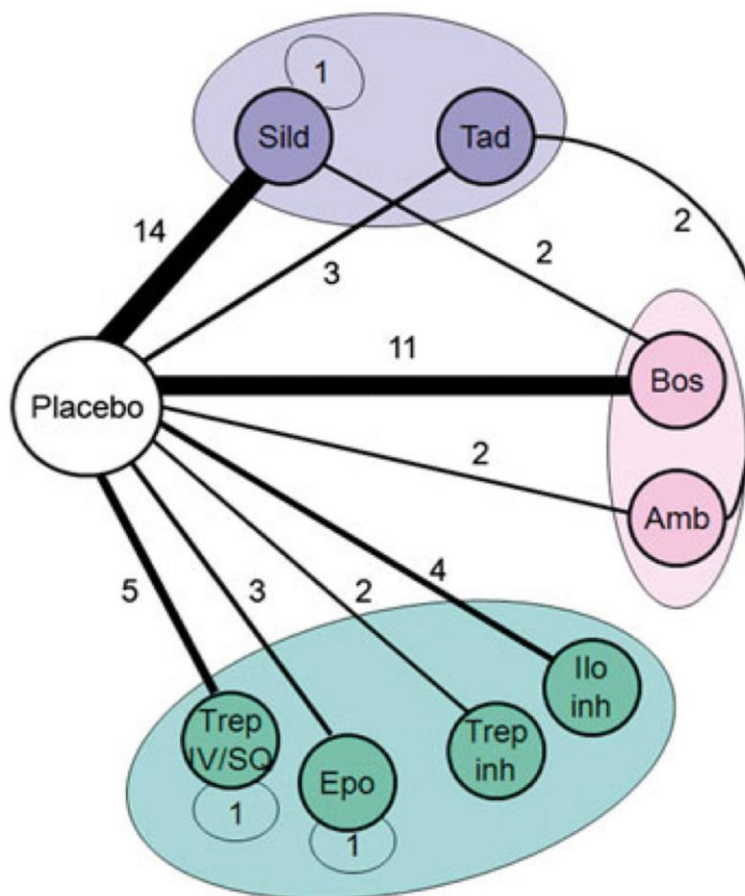 1
Sild
Tad
14
3
2
2
11
Bos
Placebo
2
Amb
5
3
2
4
Ilo
inh
Trep
IV/SQ
Trep
inh
Epo
1
1